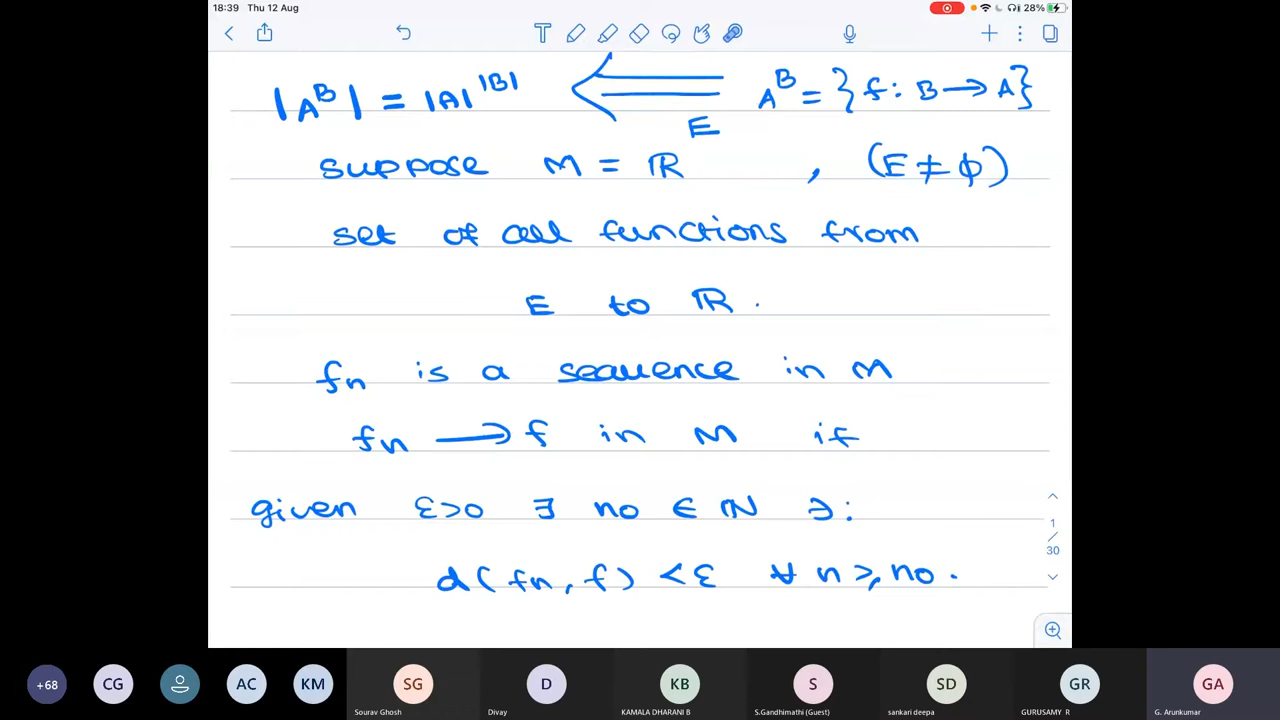 18:39 Thu 12 Aug 28%
|A^B| = |A|^|B| ⇐ A^B = {f: B → A}
suppose M = ℝ^E , (E ≠ ϕ)
set of all functions from
E to ℝ.
fn is a sequence in M
fn → f in M if
given ε>0 ∃ n0 ∈ ℕ ∋:
d(fn, f) < ε ∀ n ≥ n0.
1
/
30
+68 CG AC KM SG D KB S SD GR GA
Sourav Ghosh Divay KAMALA DHARANI B S.Gandhimathi (Guest) sankari deepa GURUSAMY R G. Arunkumar